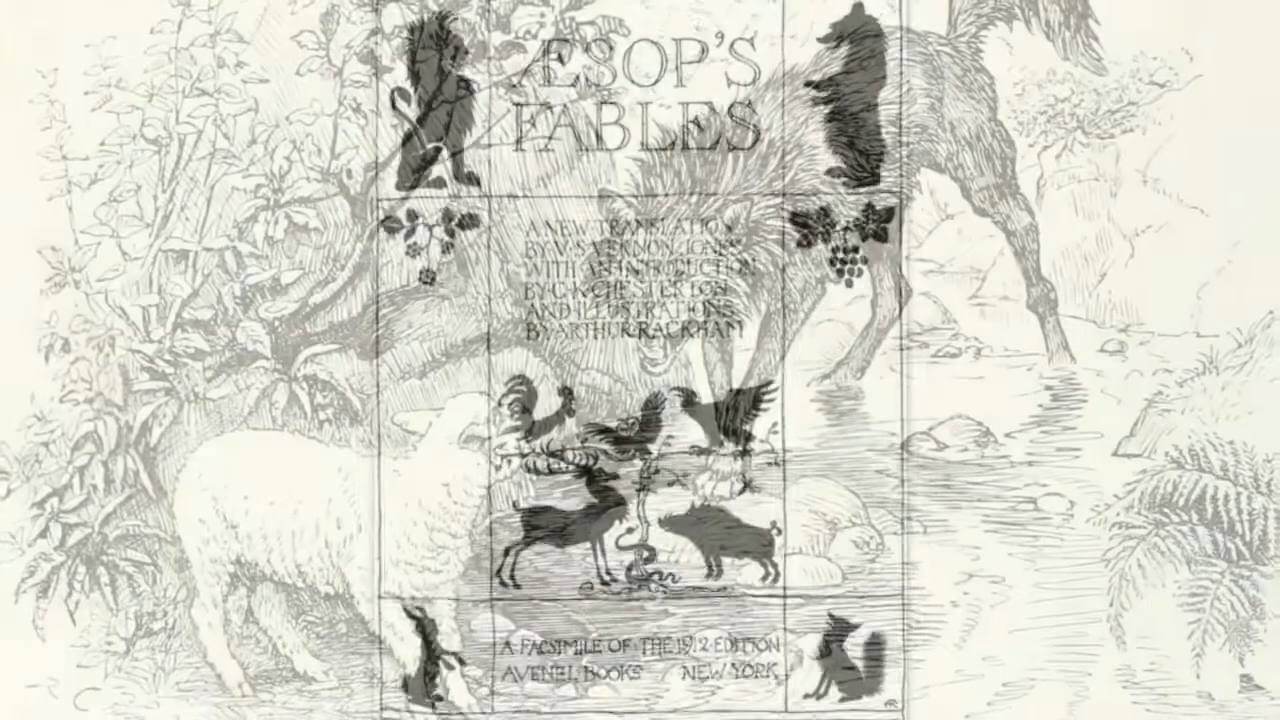 ÆSOP'S
FABLES
A NEW TRANSLATION
BY V.S. VERNON JONES
WITH AN INTRODUCTION
BY G.K. CHESTERTON
AND ILLUSTRATIONS
BY ARTHUR RACKHAM
A FACSIMILE OF THE 1912 EDITION
AVENEL BOOKS NEW YORK
AR